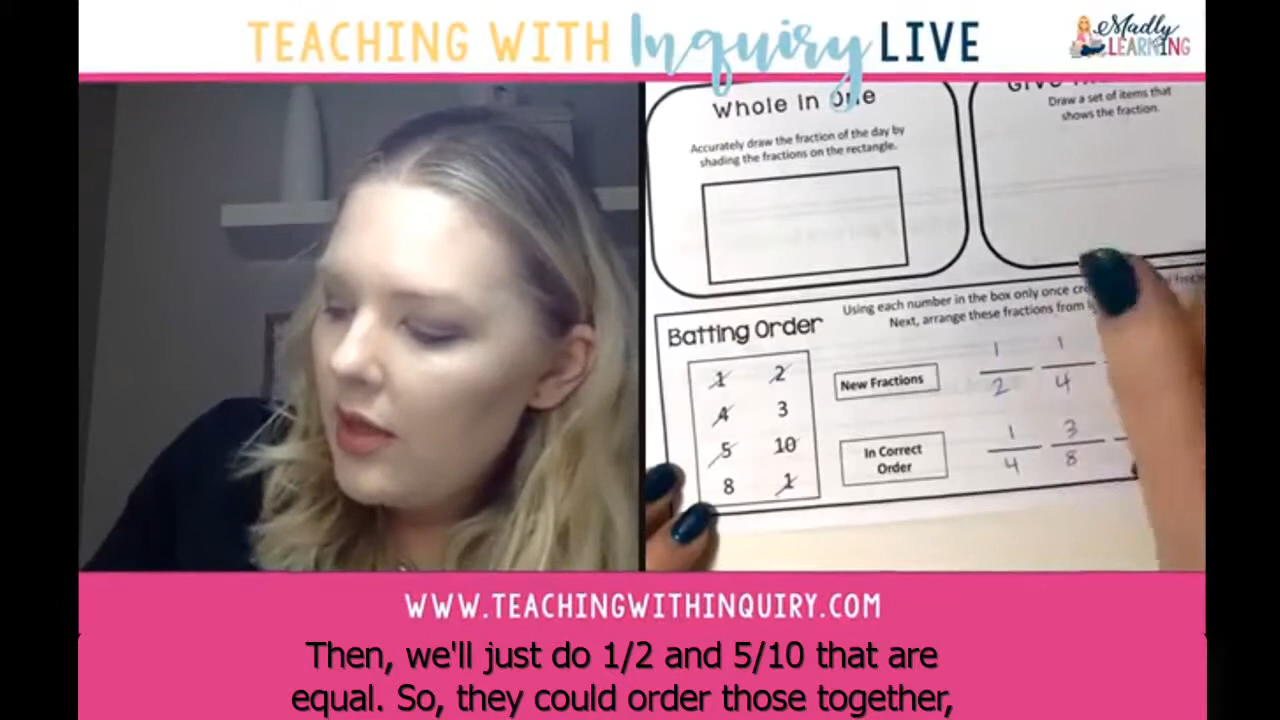 TEACHING WITH Inquiry LIVE
Madly
LEARNING
Whole in One
Accurately draw the fraction of the day by
shading the fractions on the rectangle.
Draw a set of items that
shows the fraction.
Using each number in the box only once
Next, arrange these fractions from
Batting Order
1 2
4 3
5 10
8 1
New Fractions
1 1
2 4
In Correct
Order
1 3
4 8
WWW.TEACHINGWITHINQUIRY.COM
Then, we'll just do 1/2 and 5/10 that are
equal. So, they could order those together,